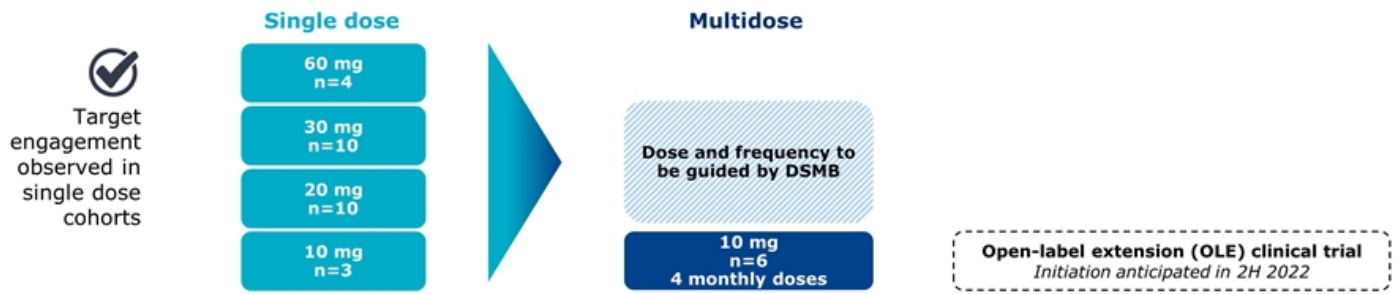 Single dose
Multidose
Target
engagement
observed in
single dose
cohorts
60 mg
n=4
30 mg
n=10
20 mg
n=10
10 mg
n=3
Dose and frequency to
be guided by DSMB
10 mg
n=6
4 monthly doses
Open-label extension (OLE) clinical trial
Initiation anticipated in 2H 2022